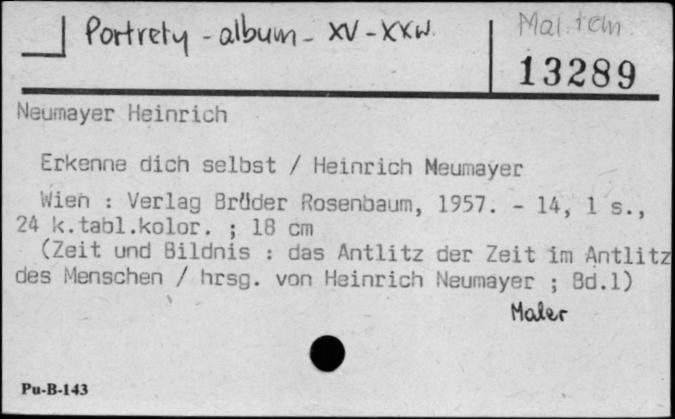 Portrety - album - XV - XXw.
Mal. tem.
13289
Neumayer Heinrich
Erkenne dich selbst / Heinrich Meumayer
Wien : Verlag Brüder Rosenbaum, 1957. - 14, 1 s.,
24 k.tabl.kolor. ; 18 cm
(Zeit und Bildnis : das Antlitz der Zeit im Antlitz
des Menschen / hrsg. von Heinrich Neumayer ; Bd.1)
Maler
Pu-B-143